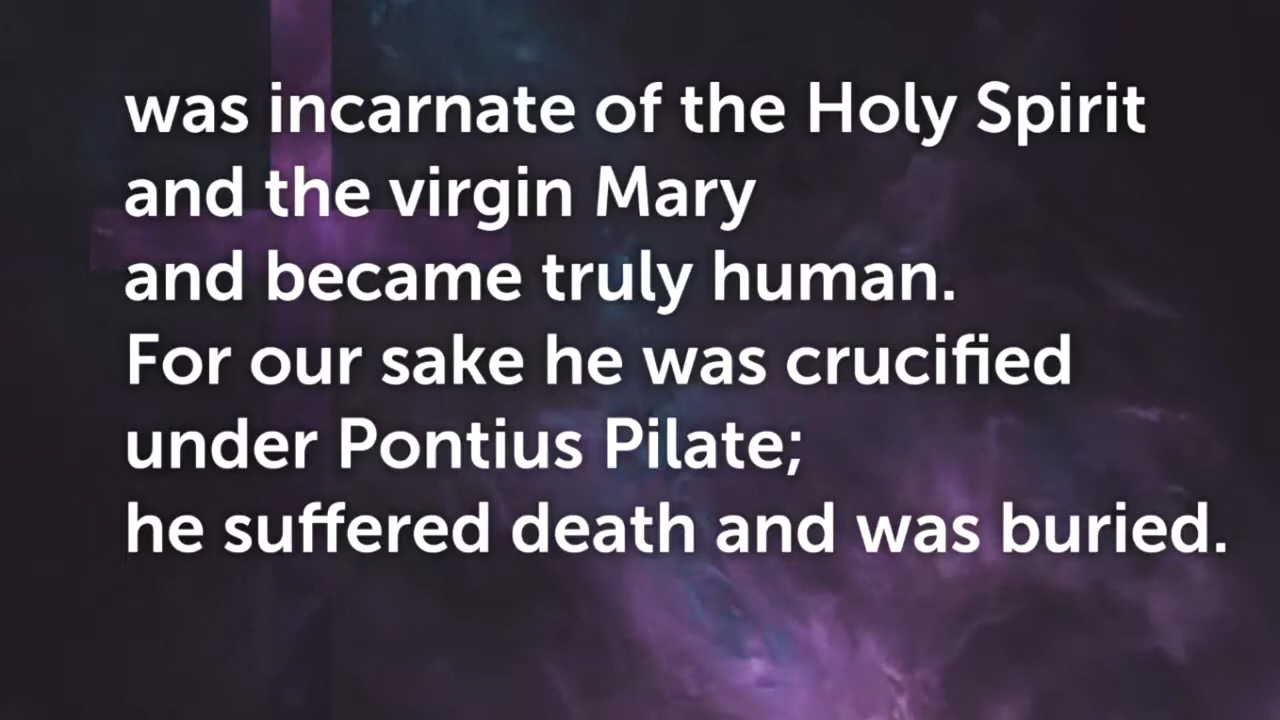 was incarnate of the Holy Spirit
and the virgin Mary
and became truly human.
For our sake he was crucified
under Pontius Pilate;
he suffered death and was buried.